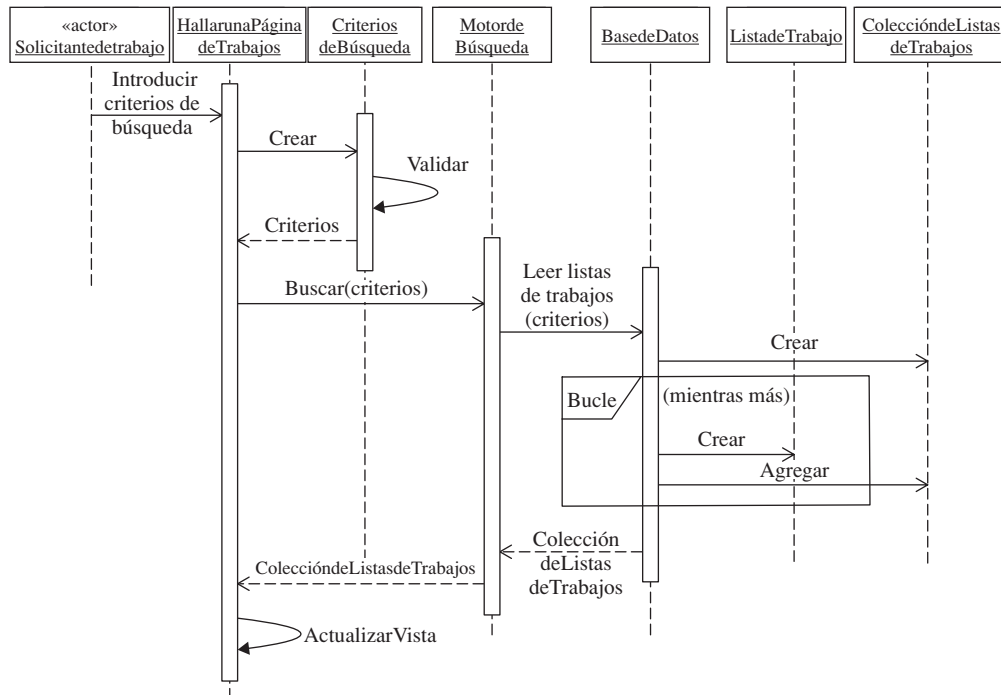 «actor»
Solicitantedetrabajo
HallarunaPágina
deTrabajos
Criterios
deBúsqueda
Motorde
Búsqueda
BasedeDatos
ListadeTrabajo
ColeccióndeListas
deTrabajos
Introducir
criterios de
búsqueda
Crear
Validar
Criterios
Buscar(criterios)
Leer listas
de trabajos
(criterios)
Crear
Bucle
(mientras más)
Crear
Agregar
Colección
deListas
deTrabajos
ColeccióndeListasdeTrabajos
ActualizarVista